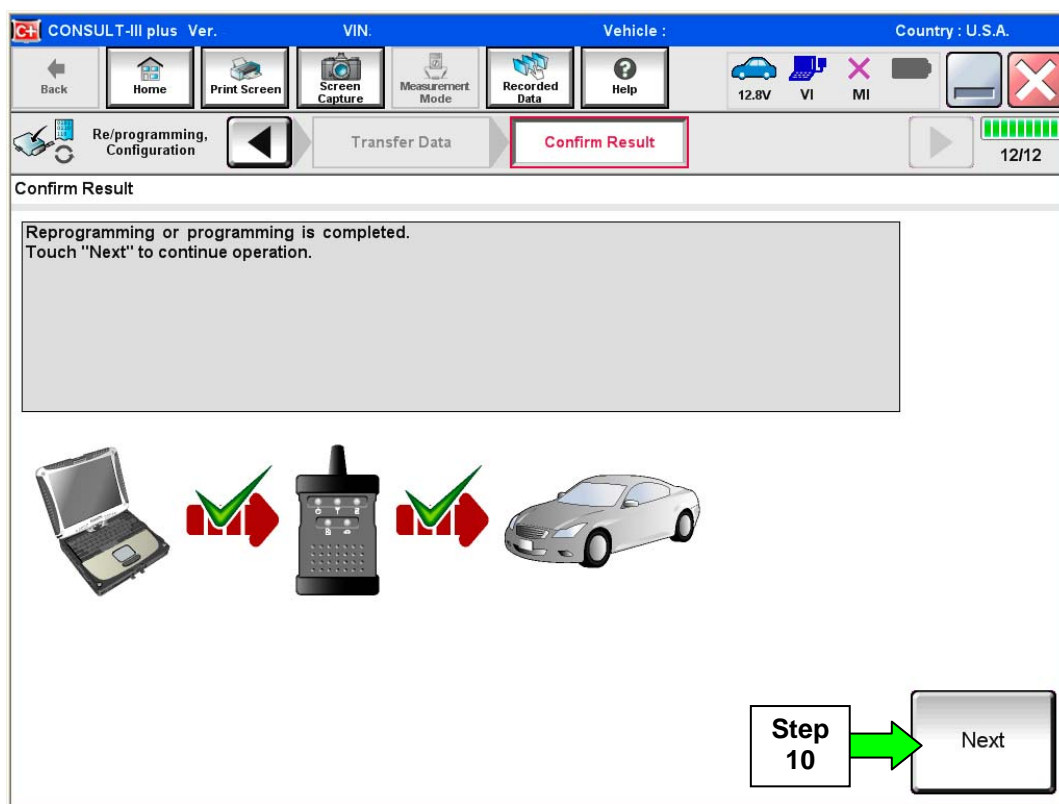 C+ CONSULT-III plus Ver. VIN: Vehicle : Country : U.S.A.
Back
Home
Print Screen
Screen
Capture
Measurement
Mode
Recorded
Data
Help
12.8V
VI
MI
Re/programming,
Configuration
Transfer Data
Confirm Result
12/12
Confirm Result
Reprogramming or programming is completed.
Touch "Next" to continue operation.
Step
10
Next